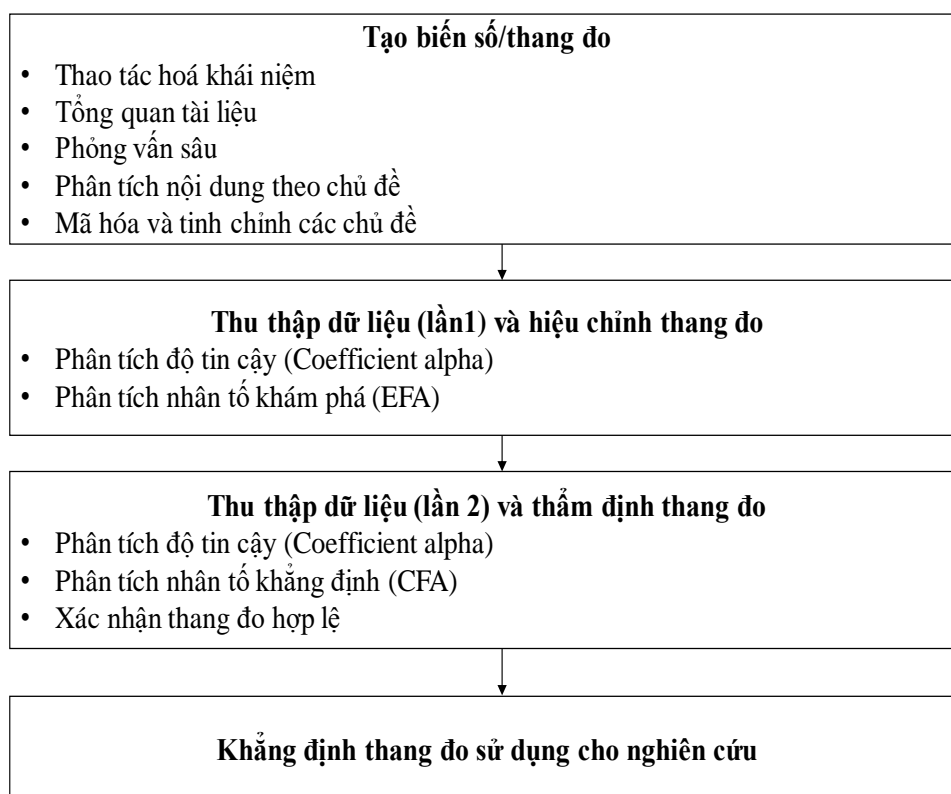 Tạo biến số/thang đo
• Thao tác hoá khái niệm
• Tổng quan tài liệu
• Phỏng vấn sâu
• Phân tích nội dung theo chủ đề
• Mã hóa và tinh chỉnh các chủ đề
Thu thập dữ liệu (lần1) và hiệu chỉnh thang đo
• Phân tích độ tin cậy (Coefficient alpha)
• Phân tích nhân tố khám phá (EFA)
Thu thập dữ liệu (lần 2) và thẩm định thang đo
• Phân tích độ tin cậy (Coefficient alpha)
• Phân tích nhân tố khẳng định (CFA)
• Xác nhận thang đo hợp lệ
Khẳng định thang đo sử dụng cho nghiên cứu